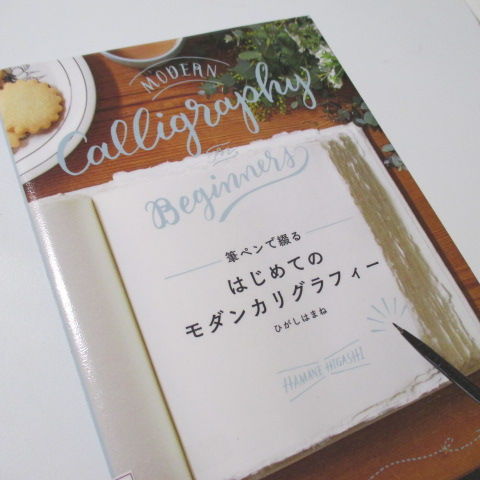 MODERN
Calligraphy
for
Beginners
筆ペンで綴る
はじめての
モダンカリグラフィー
ひがしはまね
HAMANE HIGASHI